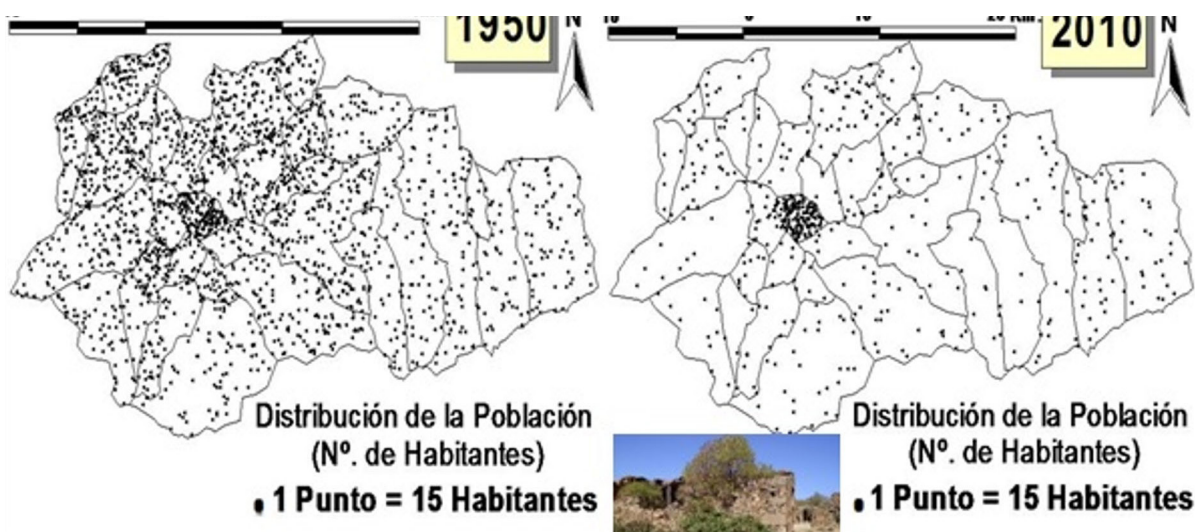 1950
N
Distribución de la Población
(Nº. de Habitantes)
1 Punto = 15 Habitantes
2010
N
Distribución de la Población
(Nº. de Habitantes)
1 Punto = 15 Habitantes